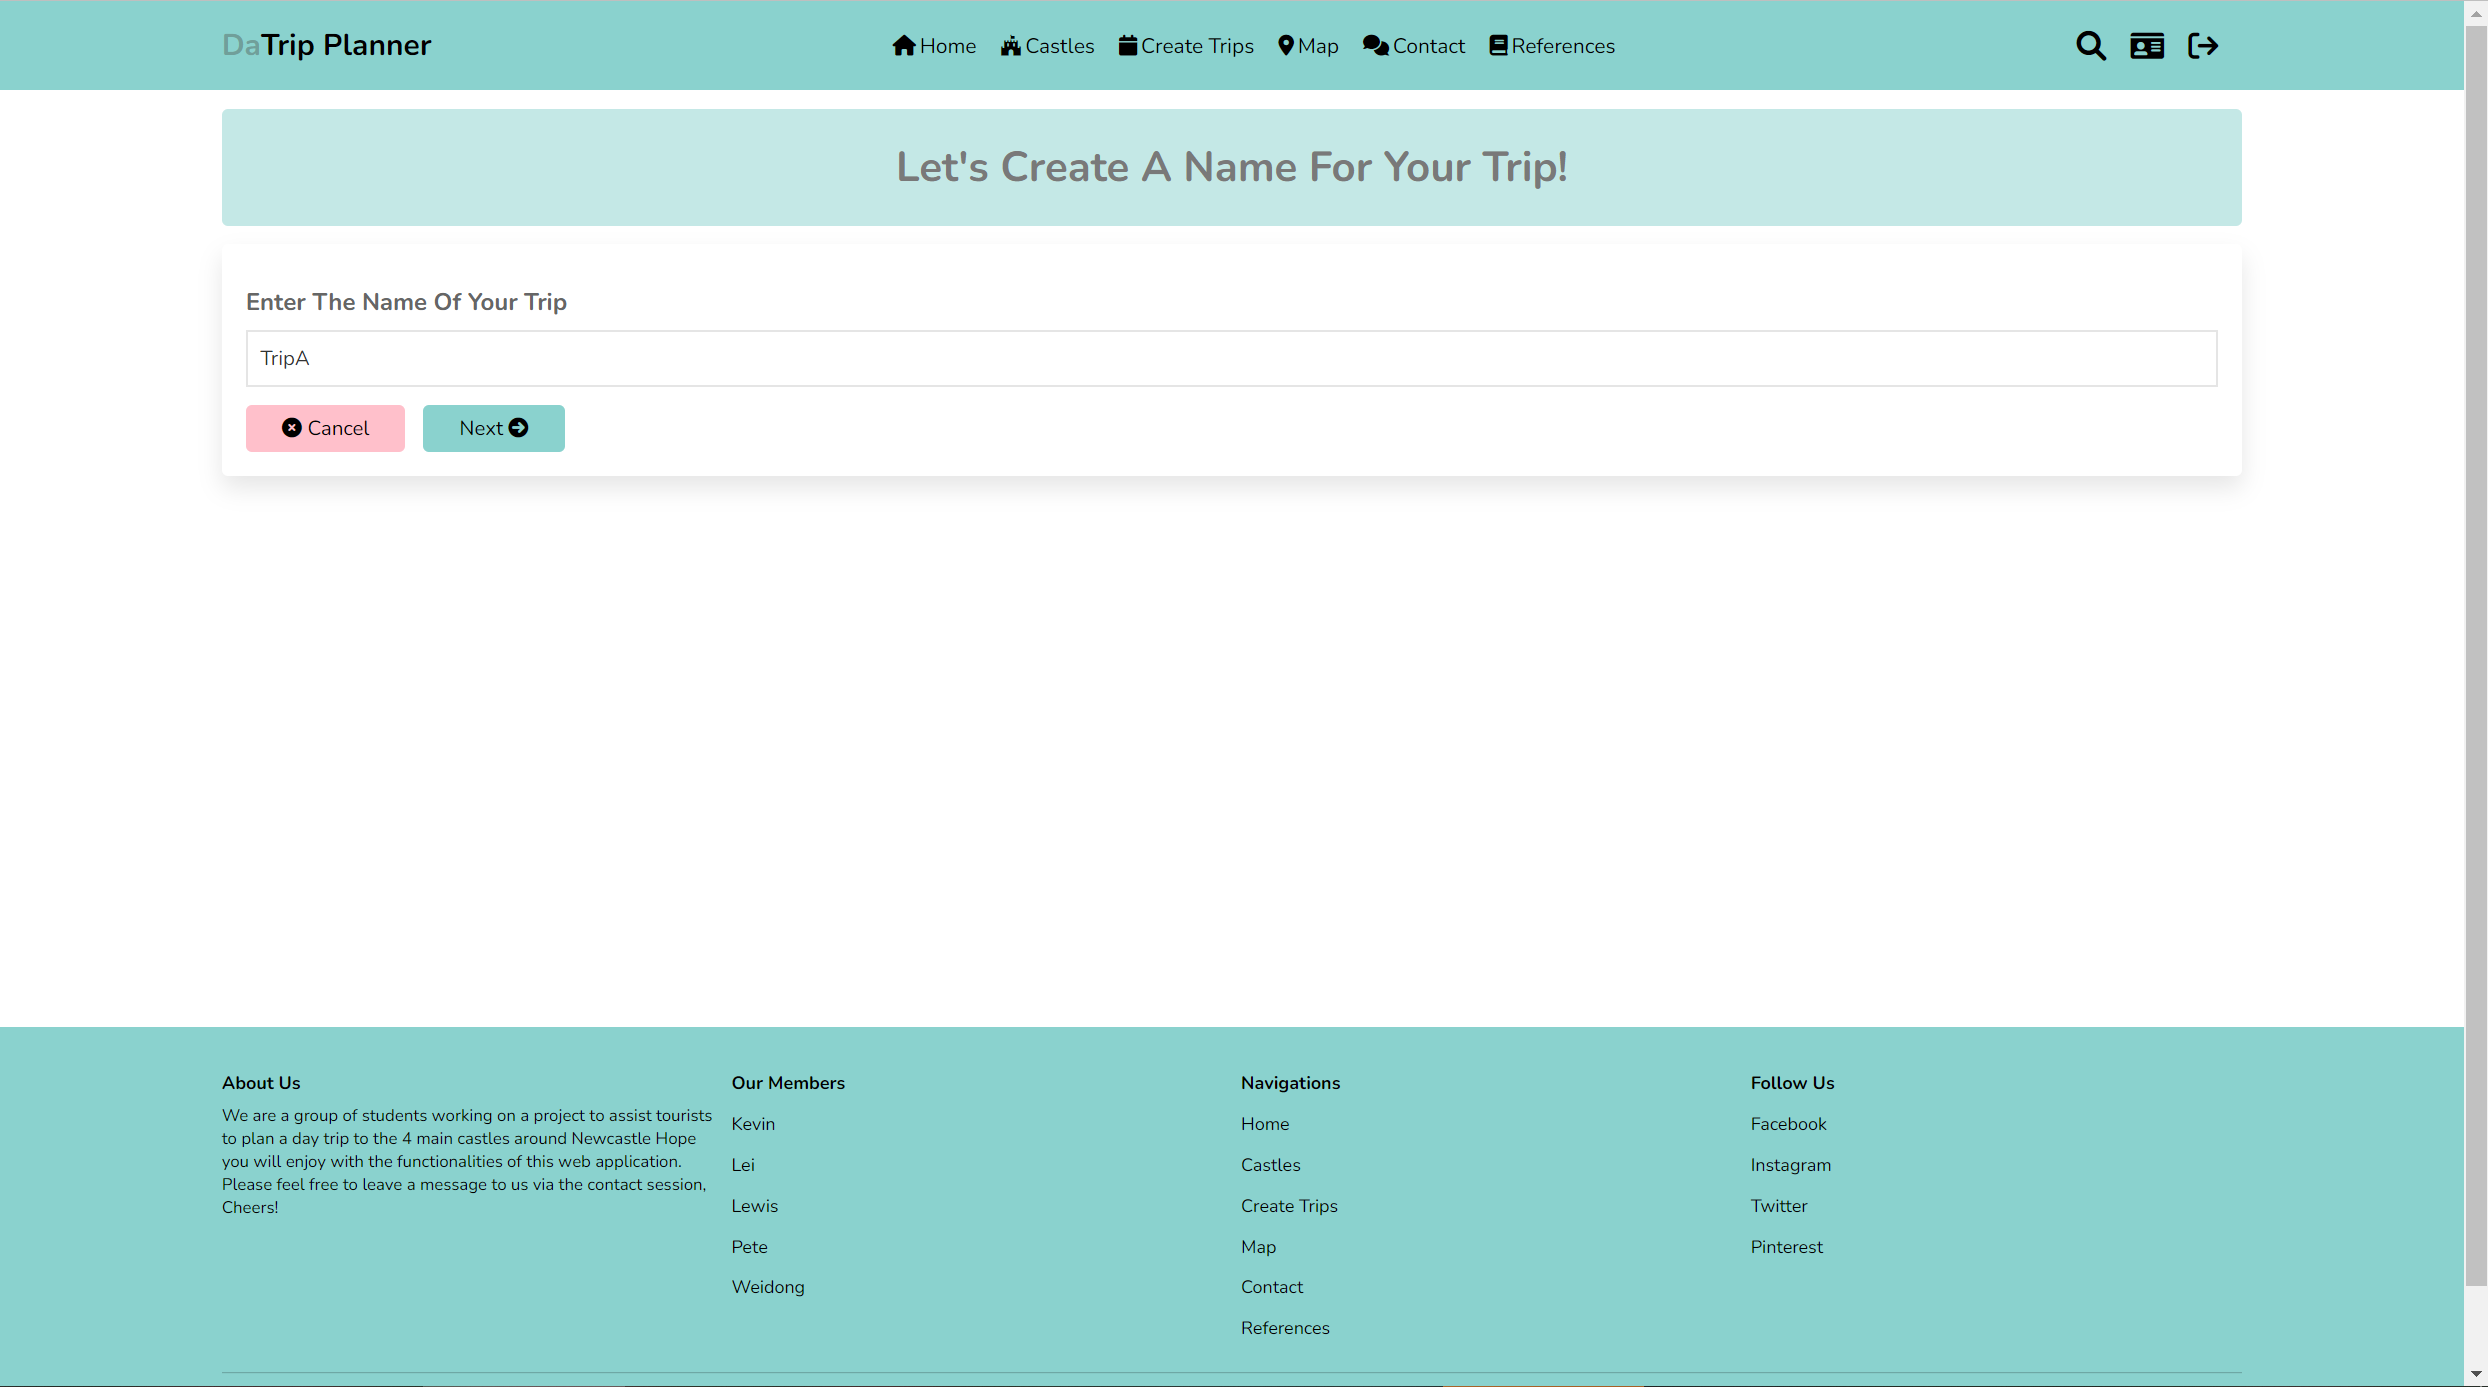 DaTrip Planner
Home Castles Create Trips Map Contact References
Let's Create A Name For Your Trip!
Enter The Name Of Your Trip
TripA
Cancel Next
About Us
We are a group of students working on a project to assist tourists
to plan a day trip to the 4 main castles around Newcastle Hope
you will enjoy with the functionalities of this web application.
Please feel free to leave a message to us via the contact session,
Cheers!
Our Members
Kevin
Lei
Lewis
Pete
Weidong
Navigations
Home
Castles
Create Trips
Map
Contact
References
Follow Us
Facebook
Instagram
Twitter
Pinterest